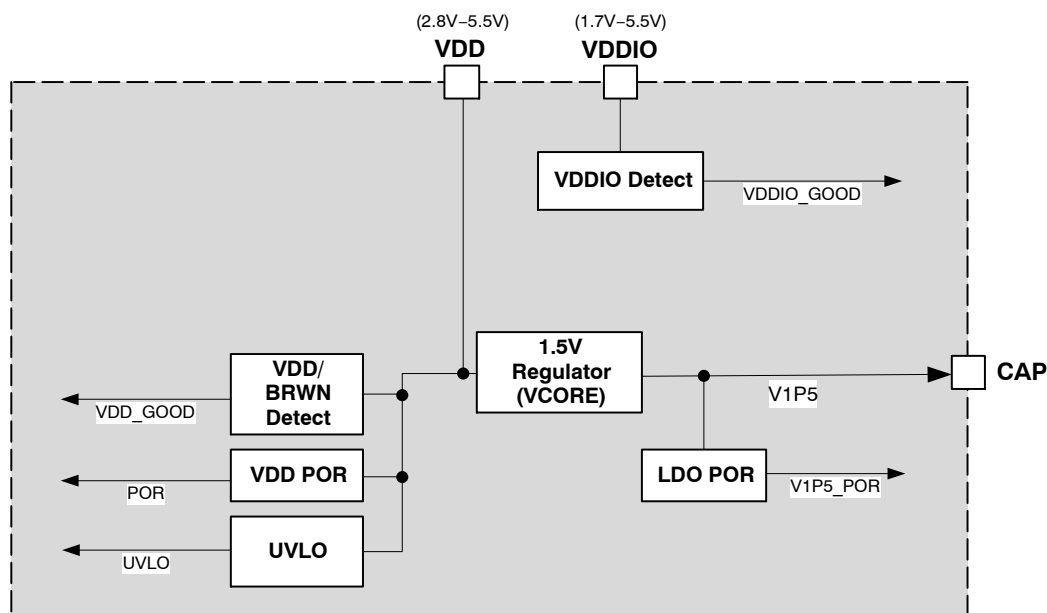 (2.8V–5.5V)
VDD
(1.7V–5.5V)
VDDIO
VDDIO Detect
VDDIO_GOOD
VDD/
BRWN
Detect
VDD_GOOD
1.5V
Regulator
(VCORE)
V1P5
CAP
VDD POR
POR
LDO POR
V1P5_POR
UVLO
UVLO